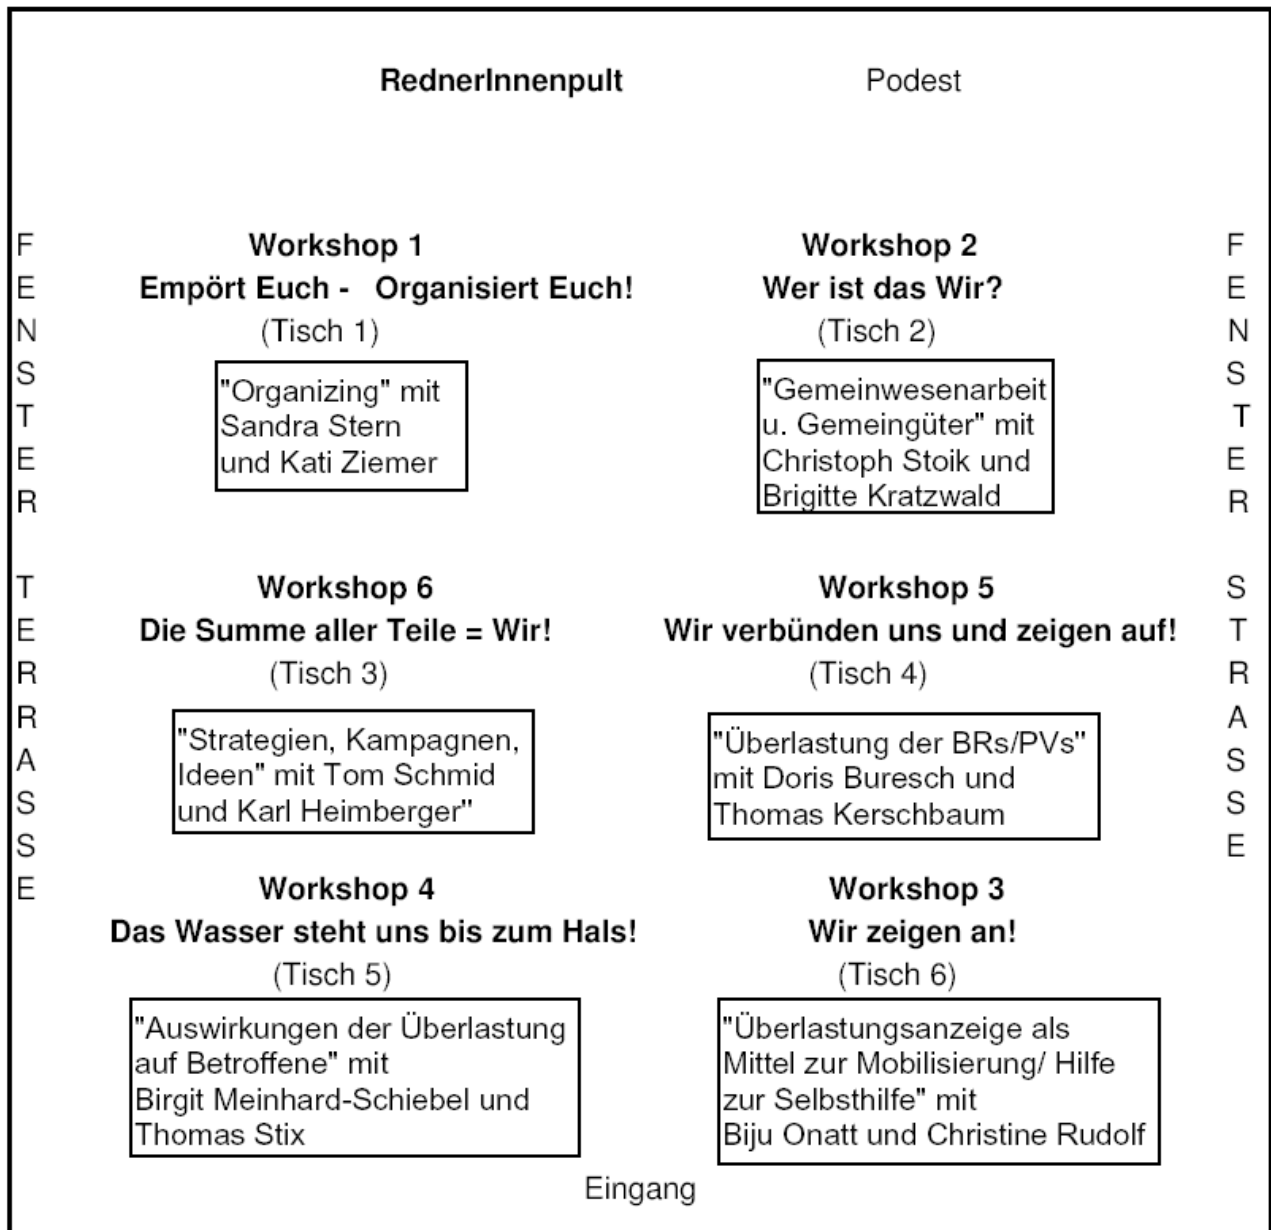 RednerInnenpult Podest
FENSTER TERRASSE
Workshop 1
Empört Euch - Organisiert Euch!
(Tisch 1)
"Organizing" mit
Sandra Stern
und Kati Ziemer
Workshop 2
Wer ist das Wir?
(Tisch 2)
"Gemeinwesenarbeit
u. Gemeingüter" mit
Christoph Stoik und
Brigitte Kratzwald
FENSTER STRASSE
Workshop 6
Die Summe aller Teile = Wir!
(Tisch 3)
"Strategien, Kampagnen,
Ideen" mit Tom Schmid
und Karl Heimberger"
Workshop 5
Wir verbünden uns und zeigen auf!
(Tisch 4)
"Überlastung der BRs/PVs"
mit Doris Buresch und
Thomas Kerschbaum
Workshop 4
Das Wasser steht uns bis zum Hals!
(Tisch 5)
"Auswirkungen der Überlastung
auf Betroffene" mit
Birgit Meinhard-Schiebel und
Thomas Stix
Workshop 3
Wir zeigen an!
(Tisch 6)
"Überlastungsanzeige als
Mittel zur Mobilisierung/ Hilfe
zur Selbsthilfe" mit
Biju Onatt und Christine Rudolf
Eingang